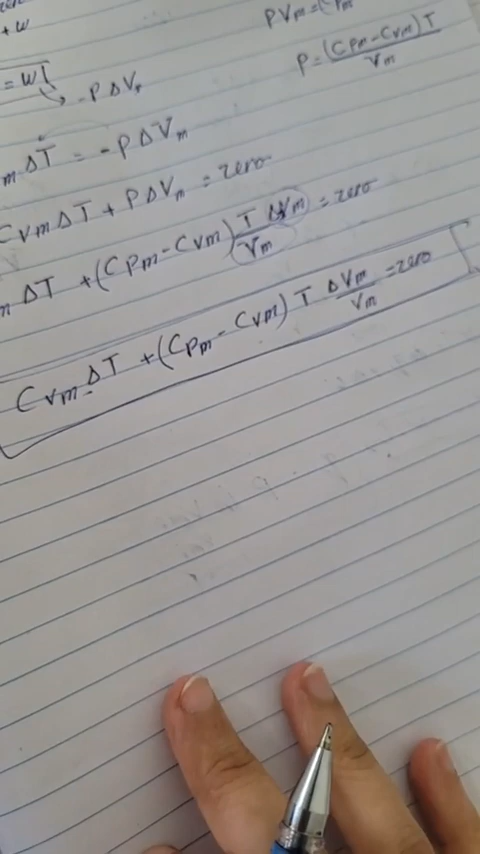 + w
PVm = (CPm
P = (CPm - CVm) T / Vm
= w
-PΔV
m ΔT = -PΔVm
CVm ΔT + PΔVm = zero
m ΔT + (CPm - CVm) T ΔVm / Vm = zero
CVm ΔT + (CPm - CVm) T ΔVm / Vm = zero